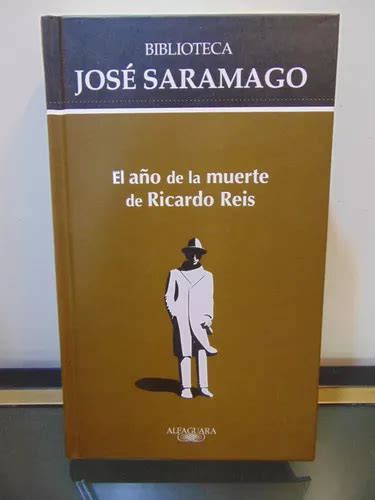 BIBLIOTECA
JOSÉ SARAMAGO
El año de la muerte
de Ricardo Reis
ALFAGUARA